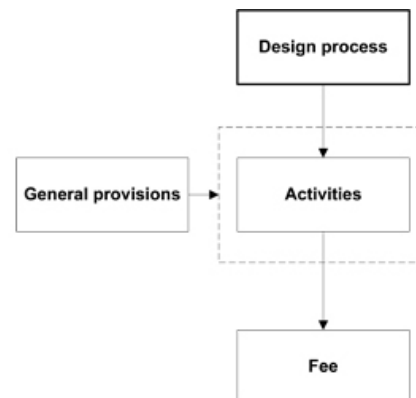 Design process
General provisions
Activities
Fee